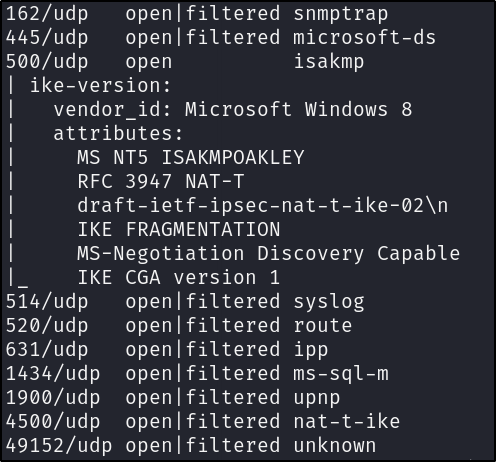 162/udp   open|filtered snmptrap
445/udp   open|filtered microsoft-ds
500/udp   open          isakmp
| ike-version:
|   vendor_id: Microsoft Windows 8
|   attributes:
|     MS NT5 ISAKMPOAKLEY
|     RFC 3947 NAT-T
|     draft-ietf-ipsec-nat-t-ike-02\n
|     IKE FRAGMENTATION
|     MS-Negotiation Discovery Capable
|_    IKE CGA version 1
514/udp   open|filtered syslog
520/udp   open|filtered route
631/udp   open|filtered ipp
1434/udp  open|filtered ms-sql-m
1900/udp  open|filtered upnp
4500/udp  open|filtered nat-t-ike
49152/udp open|filtered unknown